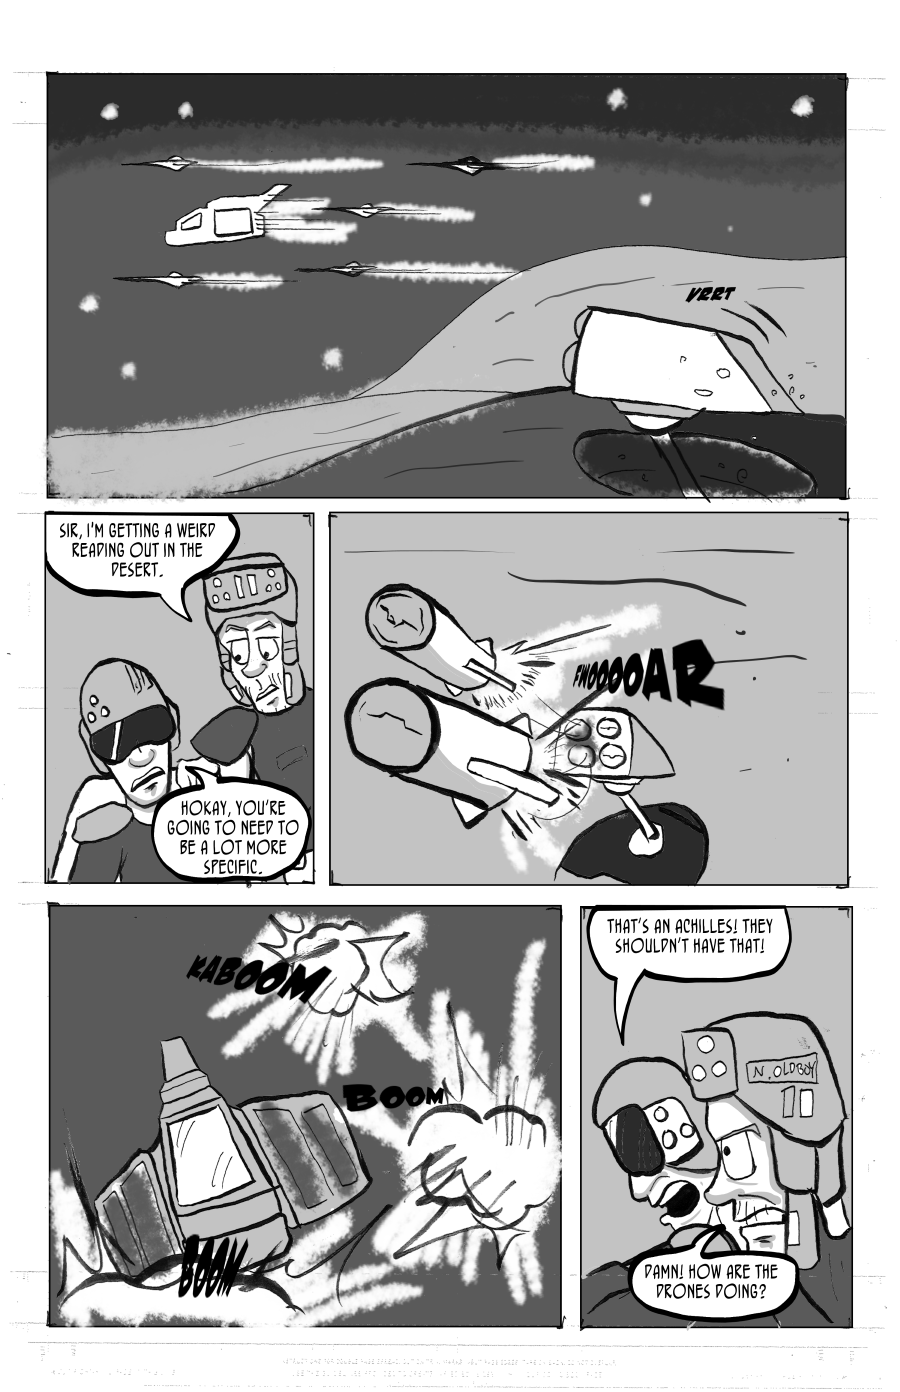 VRRT
SIR, I'M GETTING A WEIRD
READING OUT IN THE
DESERT.
HOKAY, YOU'RE
GOING TO NEED TO
BE A LOT MORE
SPECIFIC.
FWOOOOAR
KABOOM
BOOM
BOOM
THAT'S AN ACHILLES! THEY
SHOULDN'T HAVE THAT!
N. OLDBOY
DAMN! HOW ARE THE
DRONES DOING?